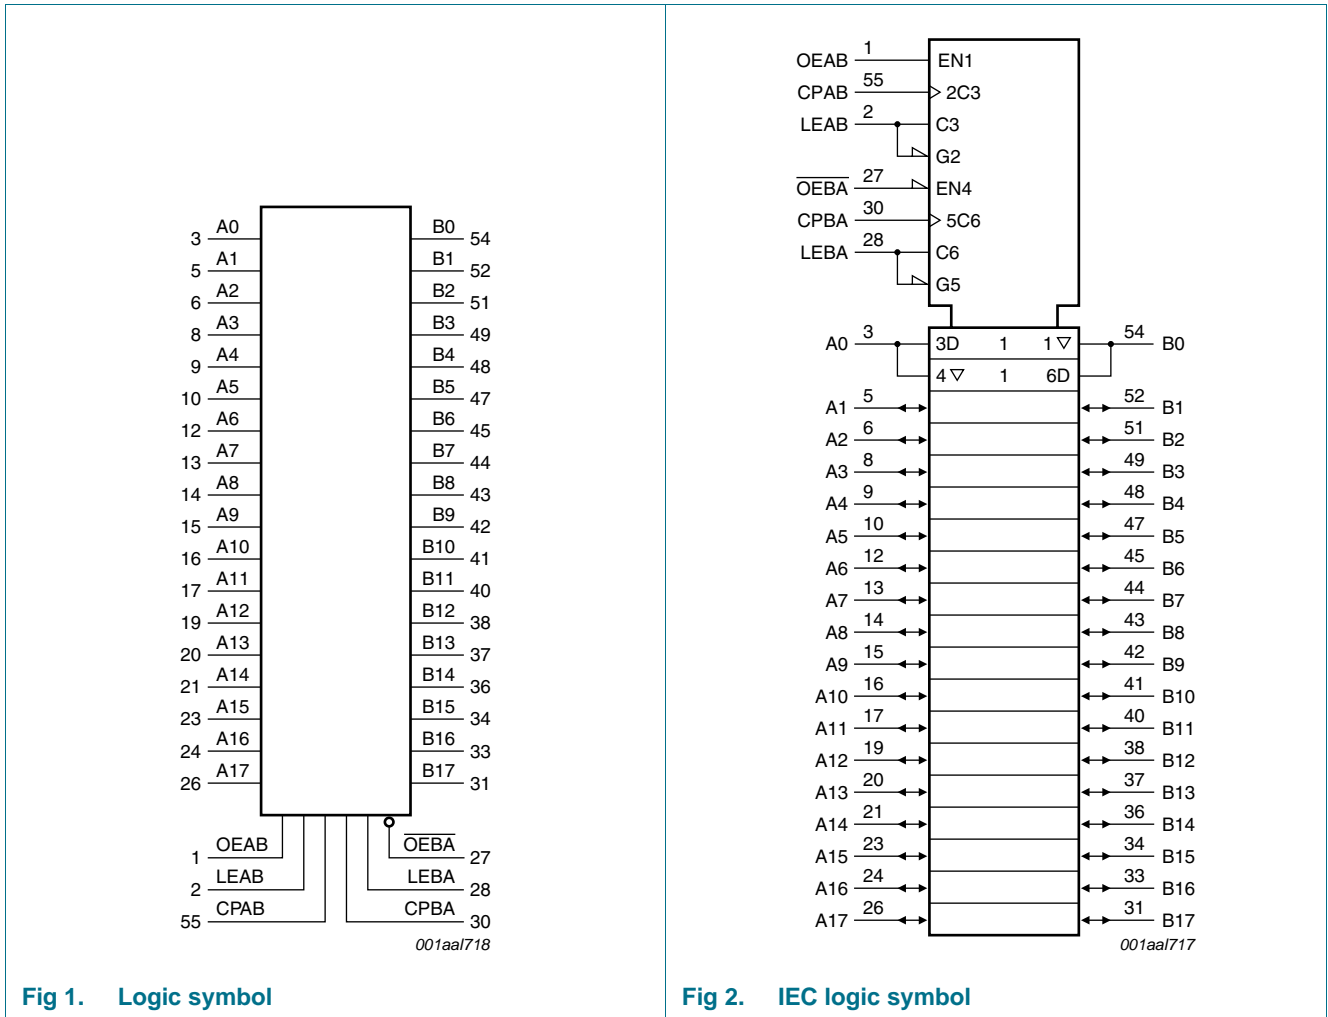 A0 B0
3 54
A1 B1
5 52
A2 B2
6 51
A3 B3
8 49
A4 B4
9 48
A5 B5
10 47
A6 B6
12 45
A7 B7
13 44
A8 B8
14 43
A9 B9
15 42
A10 B10
16 41
A11 B11
17 40
A12 B12
19 38
A13 B13
20 37
A14 B14
21 36
A15 B15
23 34
A16 B16
24 33
A17 B17
26 31
OEAB OEBA
1 27
LEAB LEBA
2 28
CPAB CPBA
55 30
001aal718
Fig 1. Logic symbol
OEAB 1 EN1
CPAB 55 2C3
LEAB 2 C3
G2
OEBA 27 EN4
CPBA 30 5C6
LEBA 28 C6
G5
A0 3 3D 1 1 ▽ 54 B0
4 ▽ 1 6D
A1 5 52 B1
A2 6 51 B2
A3 8 49 B3
A4 9 48 B4
A5 10 47 B5
A6 12 45 B6
A7 13 44 B7
A8 14 43 B8
A9 15 42 B9
A10 16 41 B10
A11 17 40 B11
A12 19 38 B12
A13 20 37 B13
A14 21 36 B14
A15 23 34 B15
A16 24 33 B16
A17 26 31 B17
001aal717
Fig 2. IEC logic symbol